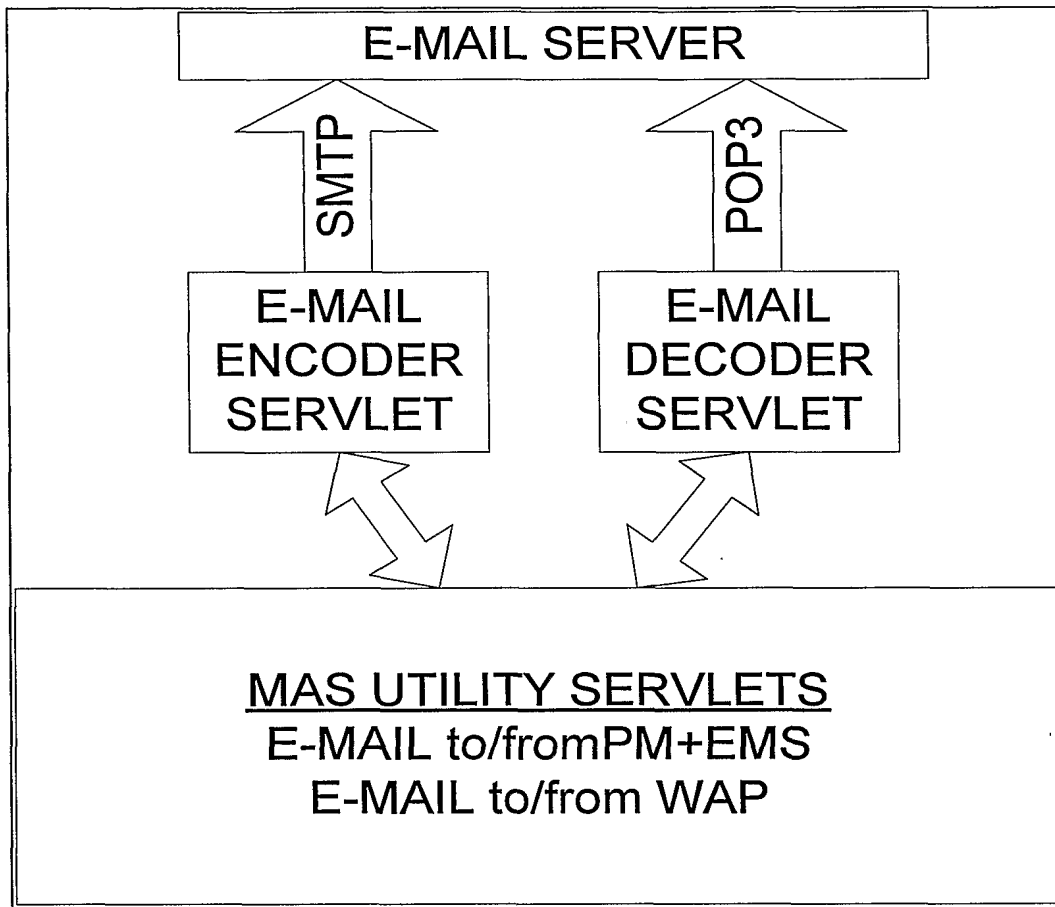 E-MAIL SERVER
SMTP
POP3
E-MAIL
ENCODER
SERVLET
E-MAIL
DECODER
SERVLET
MAS UTILITY SERVLETS
E-MAIL to/fromPM+EMS
E-MAIL to/from WAP